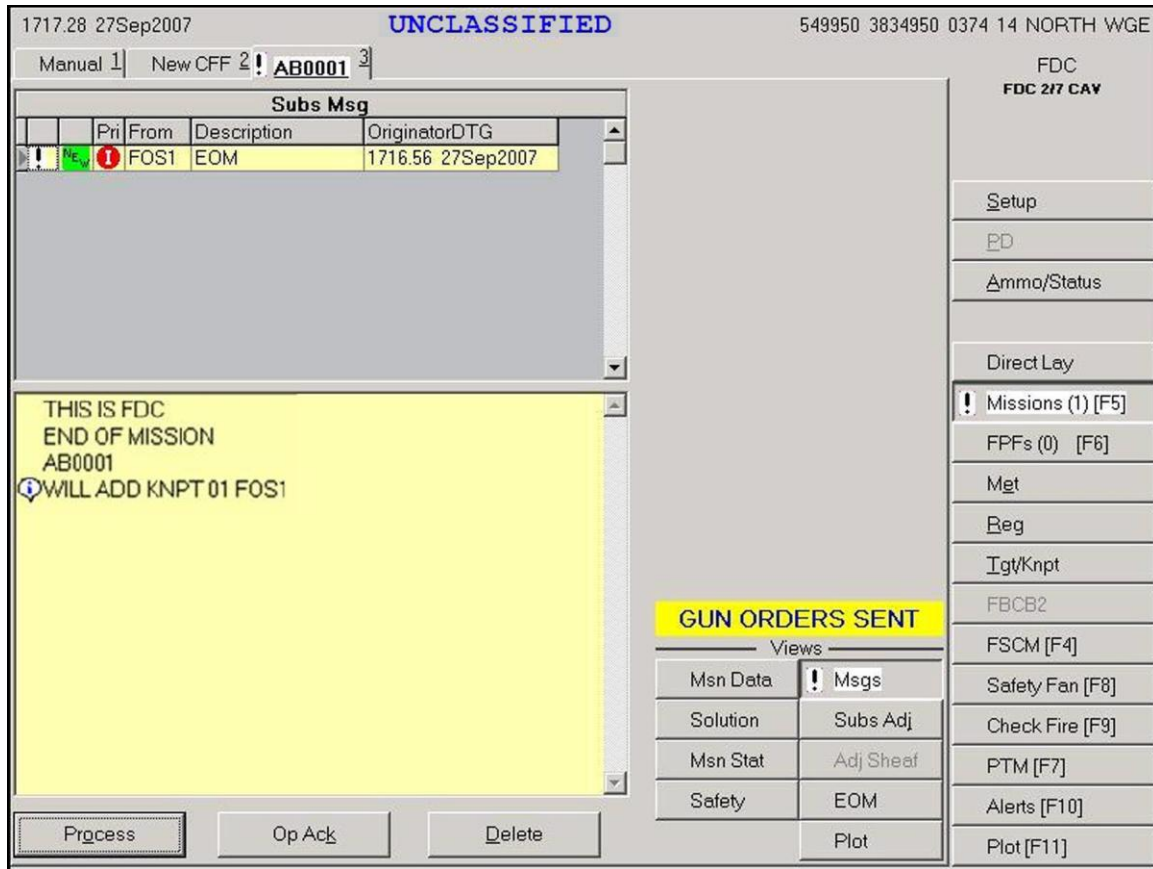 1717.28 27Sep2007 UNCLASSIFIED 549950 3834950 0374 14 NORTH WGE
Manual 1 New CFF 2 ! AB0001 3
FDC
FDC 2/7 CAV
Subs Msg
Pri From Description OriginatorDTG
! NEW I FOS1 EOM 1716.56 27Sep2007
THIS IS FDC
END OF MISSION
AB0001
WILL ADD KNPT 01 FOS1
Process Op Ack Delete
GUN ORDERS SENT
Views
Msn Data ! Msgs
Solution Subs Adj
Msn Stat Adj Sheaf
Safety EOM
Plot
Setup
PD
Ammo/Status
Direct Lay
! Missions (1) [F5]
FPFs (0) [F6]
Met
Reg
Tgt/Knpt
FBCB2
FSCM [F4]
Safety Fan [F8]
Check Fire [F9]
PTM [F7]
Alerts [F10]
Plot [F11]